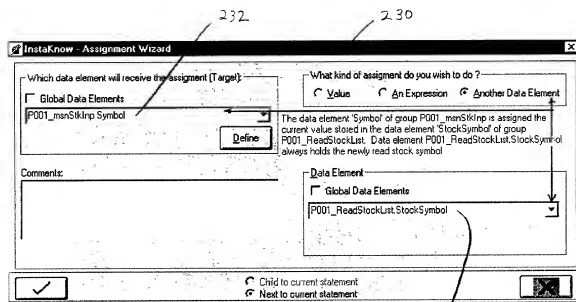 232
230
InstaKnow - Assignment Wizard
Which data element will receive the assigment (Target):
Global Data Elements
P001_msnStkInp.Symbol
Define
Comments:
What kind of assigment do you wish to do ?
Value An Expression Another Data Element
The data element 'Symbol' of group P001_msnStkInp is assigned the
current value stored in the data element 'StockSymbol' of group
P001_ReadStockList. Data element P001_ReadStockList.StockSymbol
always holds the newly read stock symbol
Data Element
Global Data Elements
P001_ReadStockList.StockSymbol
Child to current statement
Next to current statement